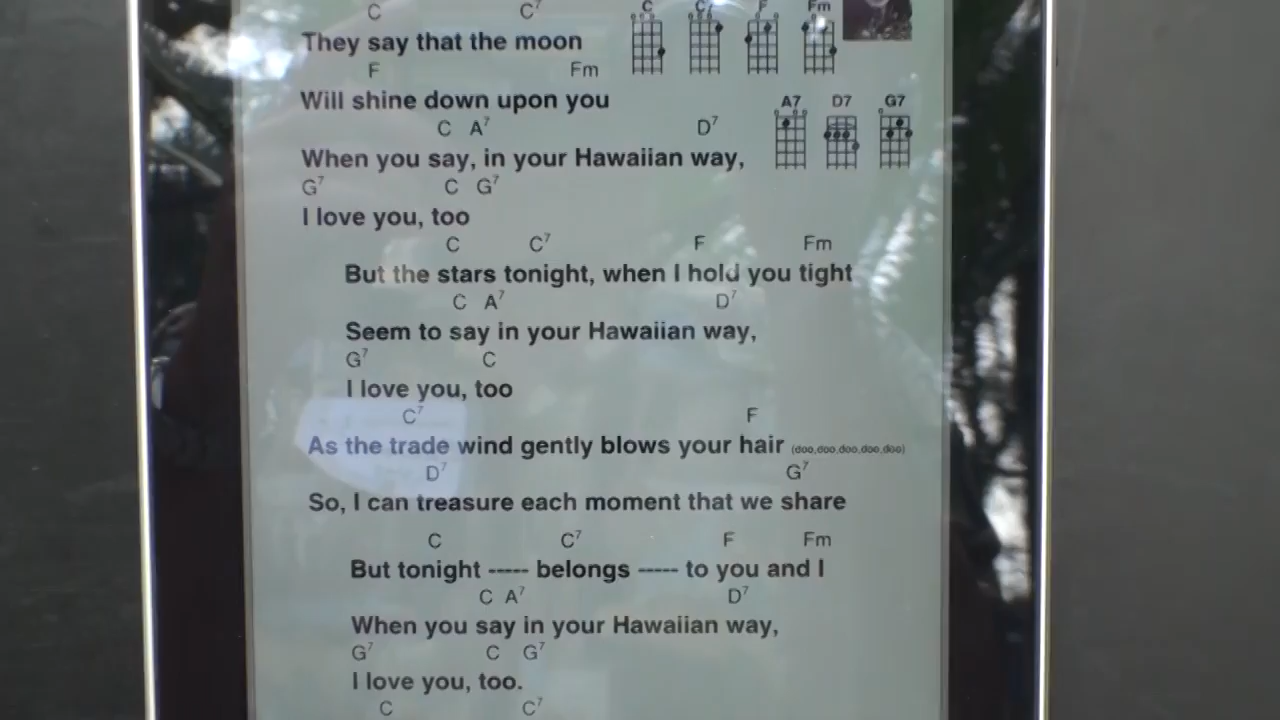 C C7 C C7 F Fm
They say that the moon
F Fm
Will shine down upon you
A7 D7 G7
C A7 D7
When you say, in your Hawaiian way,
G7 C G7
I love you, too
C C7 F Fm
But the stars tonight, when I hold you tight
C A7 D7
Seem to say in your Hawaiian way,
G7 C
I love you, too
C7 F
As the trade wind gently blows your hair (doo,doo,doo,doo,doo)
D7 G7
So, I can treasure each moment that we share
C C7 F Fm
But tonight ----- belongs ----- to you and I
C A7 D7
When you say in your Hawaiian way,
G7 C G7
I love you, too.
C C7